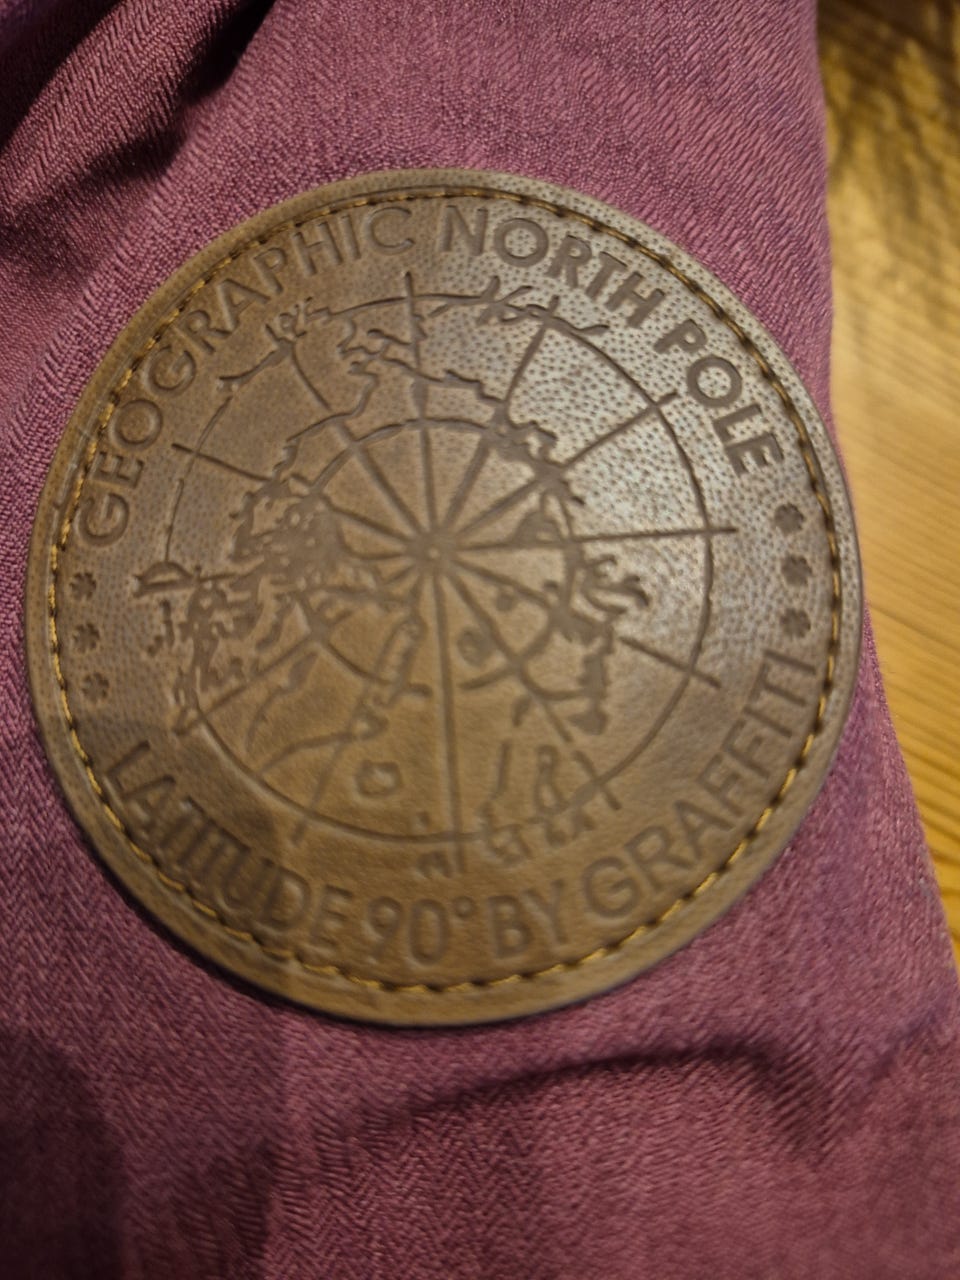 GEOGRAPHIC NORTH POLE
LATITUDE 90° BY GRAFFITI